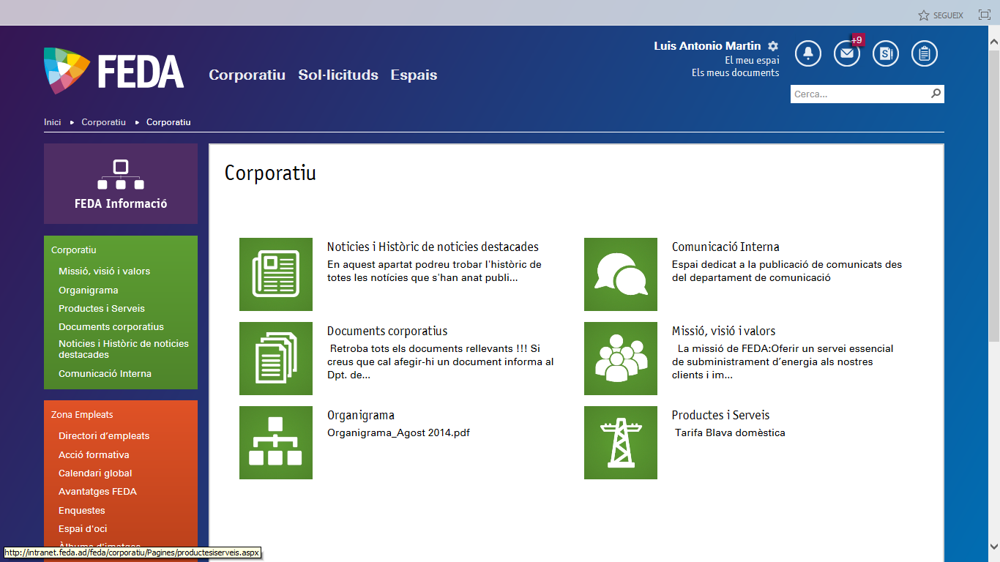 SEGUEIX
FEDA
Corporatiu Sol·licituds Espais
Luis Antonio Martin
El meu espai
Els meus documents
+9
S
Cerca...
Inici ▸ Corporatiu ▸ Corporatiu
FEDA Informació
Corporatiu
Missió, visió i valors
Organigrama
Productes i Serveis
Documents corporatius
Noticies i Històric de noticies
destacades
Comunicació Interna
Zona Empleats
Directori d'empleats
Acció formativa
Calendari global
Avantatges FEDA
Enquestes
Espai d'oci
Àlbums d'imatges
Corporatiu
Noticies i Històric de noticies destacades
En aquest apartat podreu trobar l'històric de
totes les notícies que s'han anat publi...
Comunicació Interna
Espai dedicat a la publicació de comunicats des
del departament de comunicació
Documents corporatius
Retroba tots els documents rellevants !!! Si
creus que cal afegir-hi un document informa al
Dpt. de...
Missió, visió i valors
La missió de FEDA:Oferir un servei essencial
de subministrament d'energia als nostres
clients i im...
Organigrama
Organigrama_Agost 2014.pdf
Productes i Serveis
Tarifa Blava domèstica
http://intranet.feda.ad/feda/corporatiu/Pagines/productesiserveis.aspx